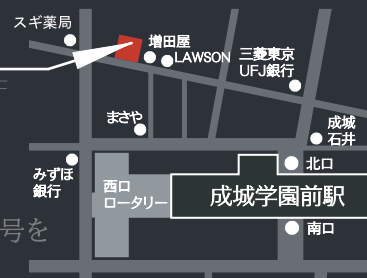 スギ薬局
増田屋
LAWSON
三菱東京
UFJ銀行
まさや
成城
石井
みずほ
銀行
西口
ロータリー
北口
成城学園前駅
南口
号を